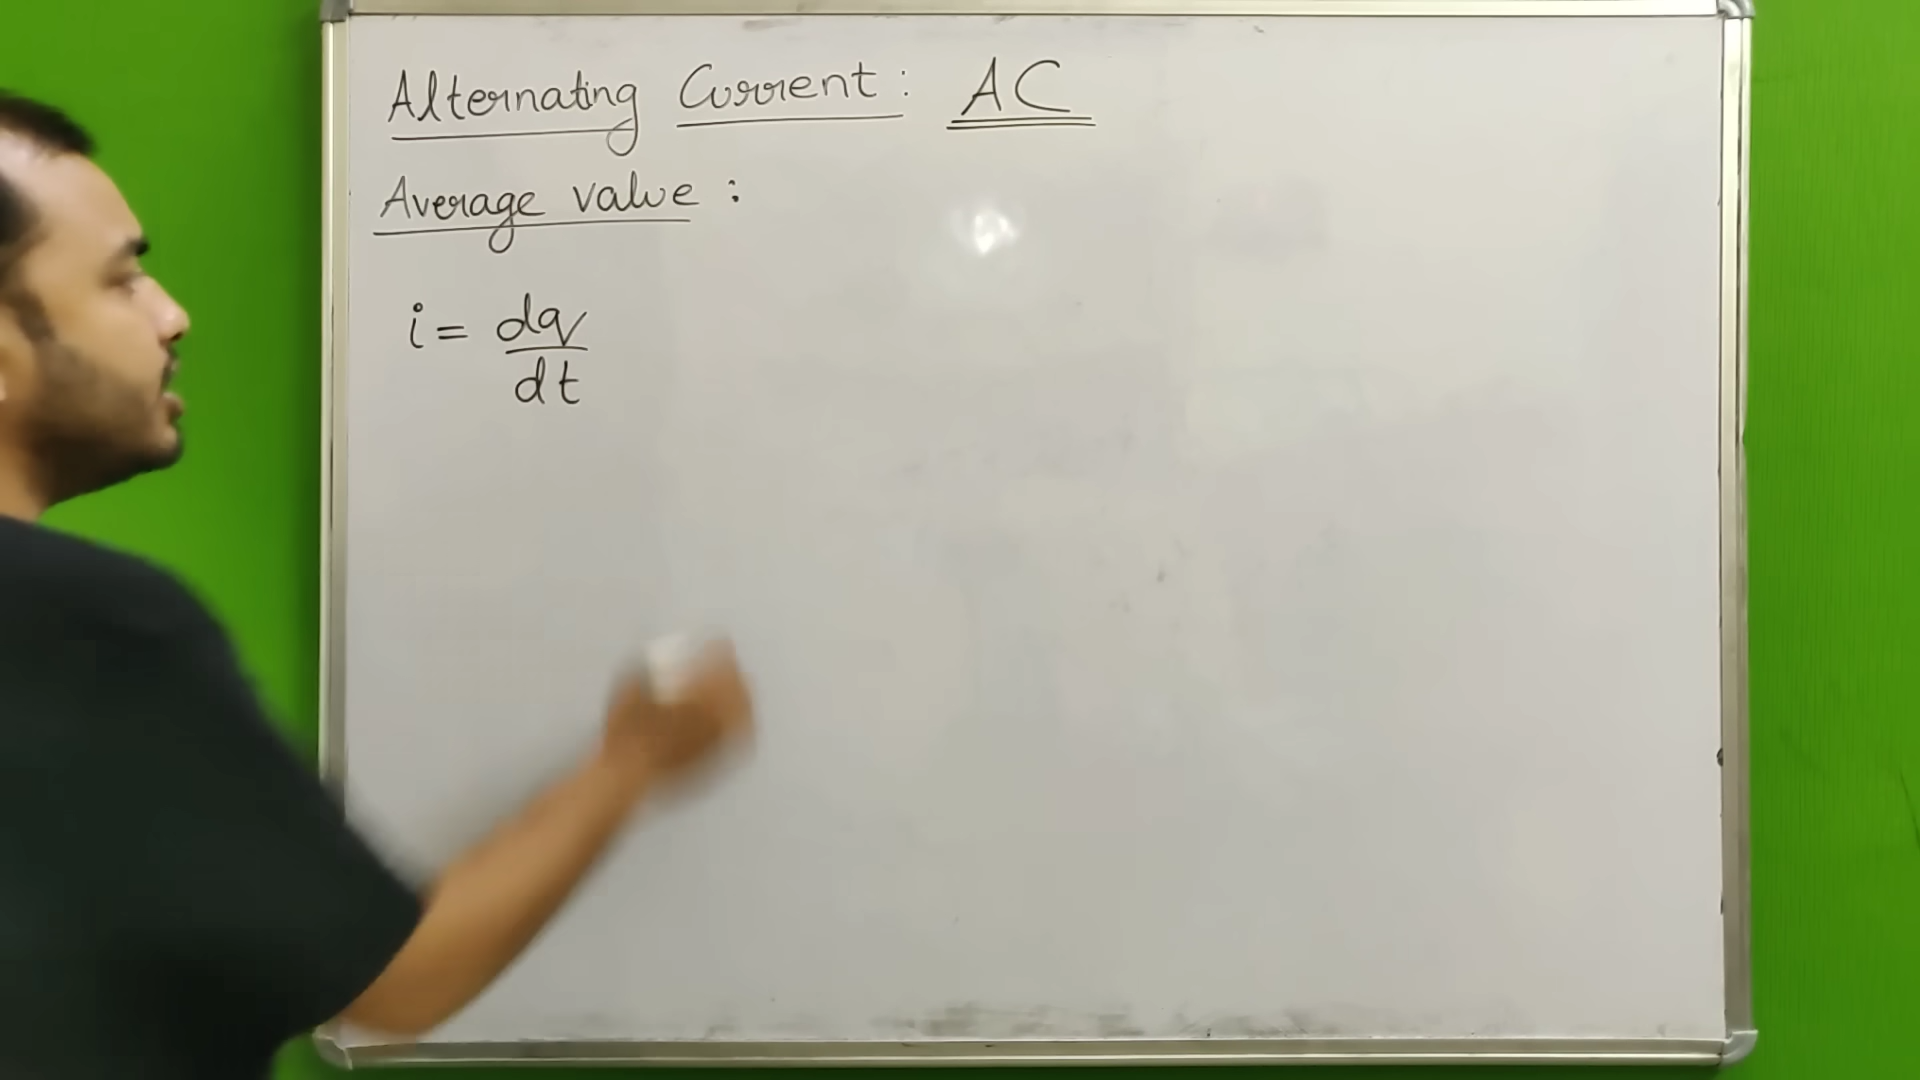 Alternating Current : AC
Average value :
i = dq/dt